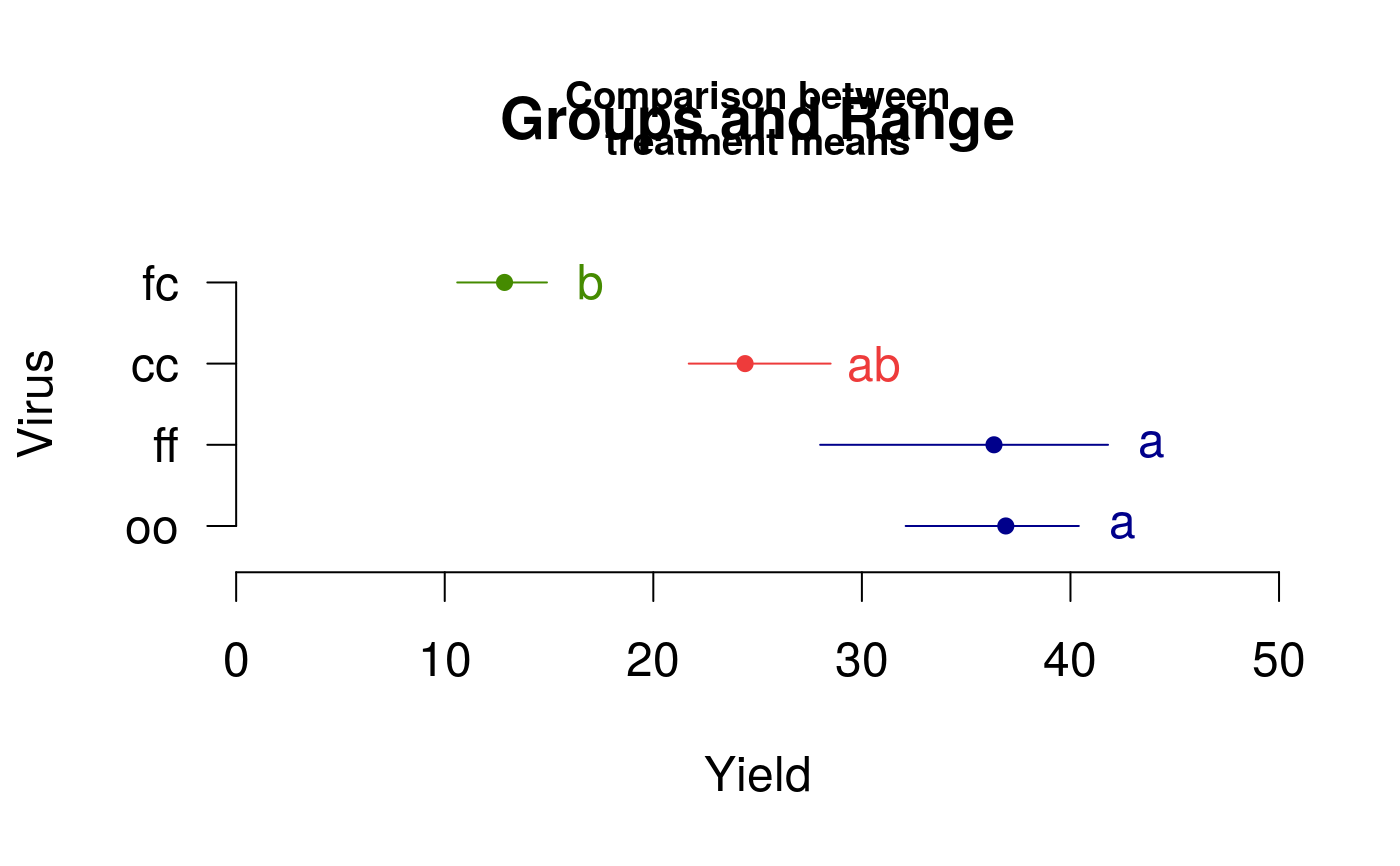 Comparison between
Groups and Range
treatment means
fc
b
cc
ab
ff
a
oo
a
Virus
0 10 20 30 40 50
Yield